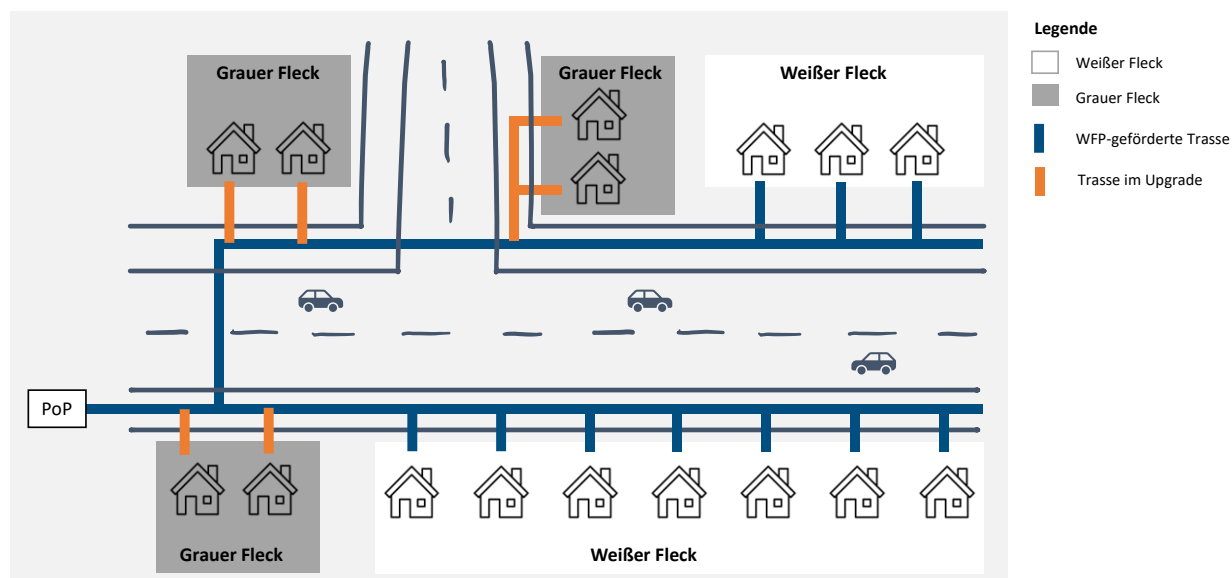 Grauer Fleck
Grauer Fleck
Weißer Fleck
PoP
Grauer Fleck
Weißer Fleck
Legende
Weißer Fleck
Grauer Fleck
WFP-geförderte Trasse
Trasse im Upgrade